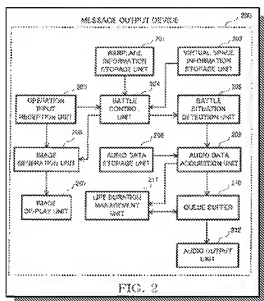 MESSAGE OUTPUT DEVICE
200
201
202
WARPLANE
INFORMATION
STORAGE UNIT
VIRTUAL SPACE
INFORMATION
STORAGE UNIT
203
204
205
OPERATION
INPUT
RECEPTION UNIT
BATTLE
CONTROL
UNIT
BATTLE
SITUATION
DETECTION UNIT
206
208
209
IMAGE
GENERATION UNIT
AUDIO DATA
STORAGE UNIT
AUDIO DATA
ACQUISITION UNIT
207
211
210
IMAGE
DISPLAY UNIT
LIFE DURATION
MANAGEMENT
UNIT
QUEUE BUFFER
212
AUDIO OUTPUT
UNIT
FIG. 2